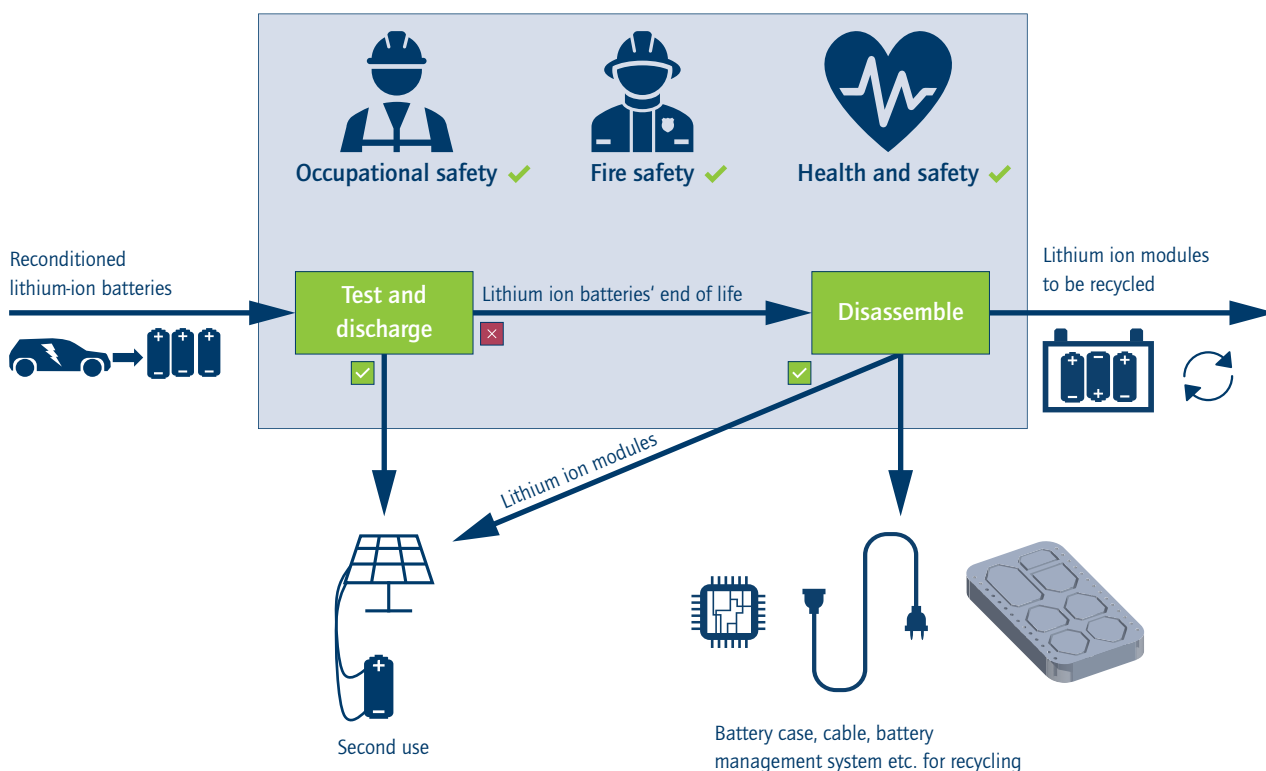 Occupational safety
Fire safety
Health and safety
Reconditioned
lithium-ion batteries
Test and
discharge
Lithium ion batteries‘ end of life
Disassemble
Lithium ion modules
to be recycled
Lithium ion modules
Second use
Battery case, cable, battery
management system etc. for recycling